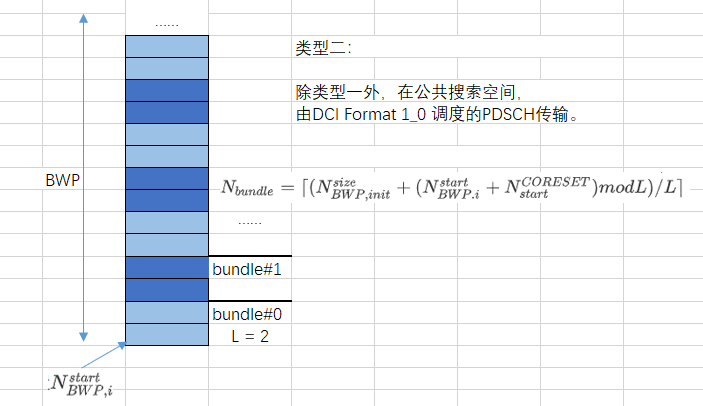 ......
类型二：
除类型一外，在公共搜索空间，
由DCI Format 1_0 调度的PDSCH传输。
BWP
$N_{bundle} = \lceil (N_{BWP,init}^{size} + (N_{BWP.i}^{start} + N_{start}^{CORESET}) mod L)/L \rceil$
......
bundle#1
bundle#0
L = 2
$N_{BWP,i}^{start}$